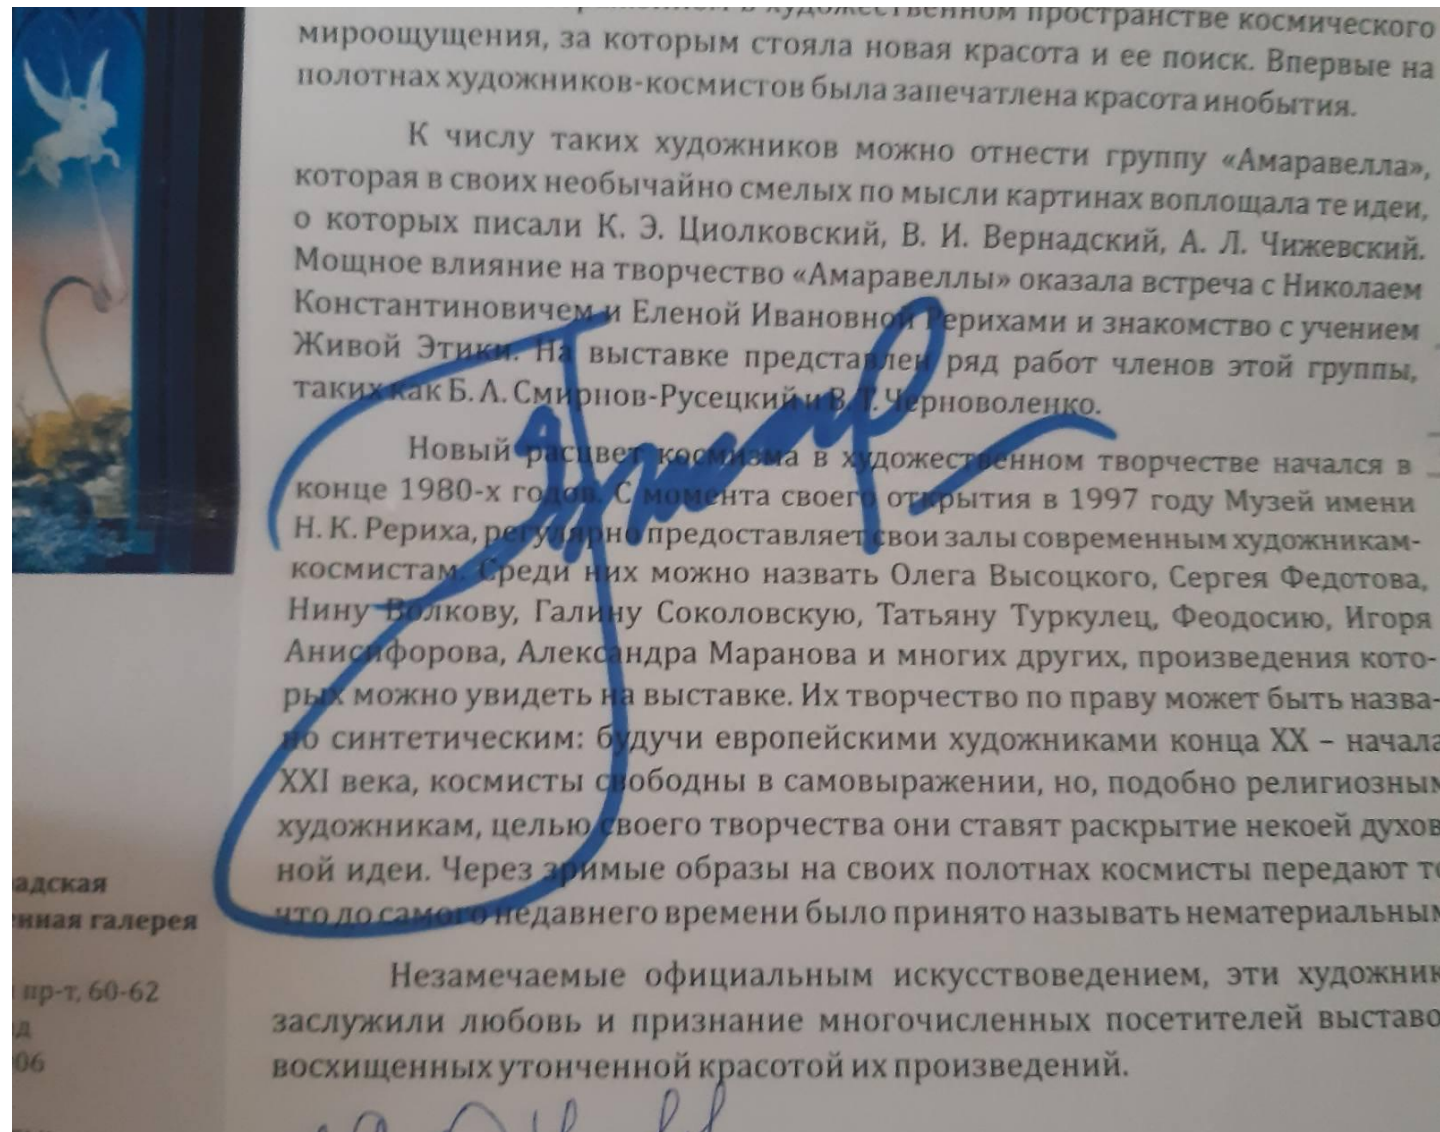 художественном пространстве космического
мироощущения, за которым стояла новая красота и ее поиск. Впервые на
полотнах художников-космистов была запечатлена красота инобытия.
К числу таких художников можно отнести группу «Амаравелла»,
которая в своих необычайно смелых по мысли картинах воплощала те идеи,
о которых писали К. Э. Циолковский, В. И. Вернадский, А. Л. Чижевский.
Мощное влияние на творчество «Амаравеллы» оказала встреча с Николаем
Константиновичем и Еленой Ивановной Рерихами и знакомство с учением
Живой Этики. На выставке представлен ряд работ членов этой группы,
таких как Б. А. Смирнов-Русецкий и В. Т. Черноволенко.
Новый расцвет космизма в художественном творчестве начался в
конце 1980-х годов. С момента своего открытия в 1997 году Музей имени
Н. К. Рериха, регулярно предоставляет свои залы современным художникам-
космистам. Среди них можно назвать Олега Высоцкого, Сергея Федотова,
Нину Волкову, Галину Соколовскую, Татьяну Туркулец, Феодосию, Игоря
Анисифорова, Александра Маранова и многих других, произведения кото-
рых можно увидеть на выставке. Их творчество по праву может быть назва-
но синтетическим: будучи европейскими художниками конца XX – начала
XXI века, космисты свободны в самовыражении, но, подобно религиозным
художникам, целью своего творчества они ставят раскрытие некоей духов
ной идеи. Через зримые образы на своих полотнах космисты передают то
что до самого недавнего времени было принято называть нематериальным
Незамечаемые официальным искусствоведением, эти художник
заслужили любовь и признание многочисленных посетителей выставо
восхищенных утонченной красотой их произведений.
адская
енная галерея
пр-т, 60-62
д
06